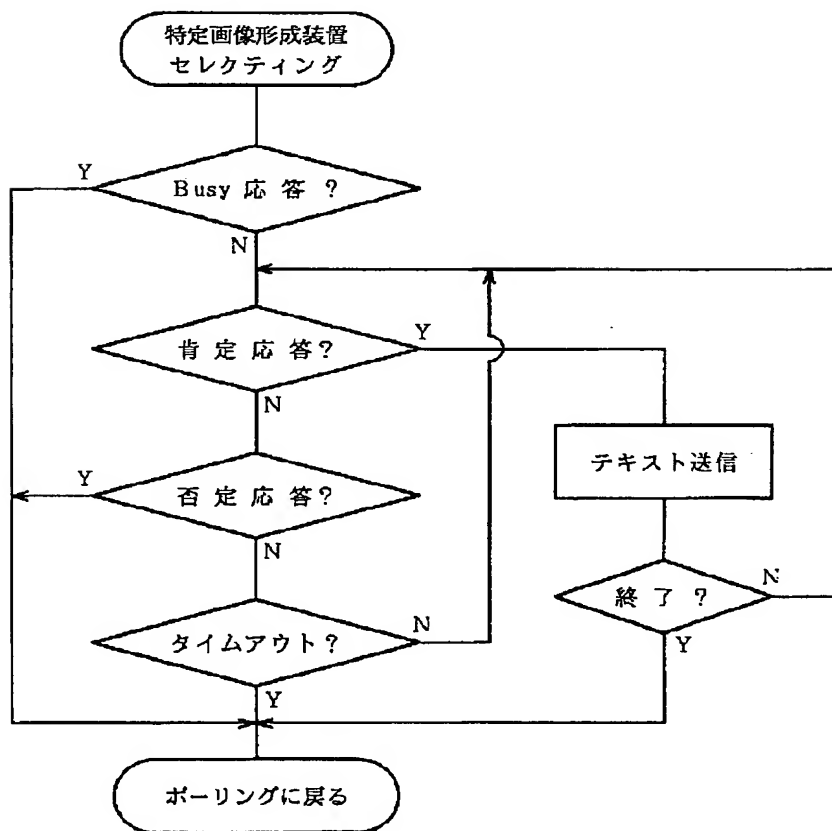 特定画像形成装置
セレクティング
Y
Busy 応答 ?
N
肯定応答?
Y
N
テキスト送信
Y
否定応答?
N
終了?
N
Y
タイムアウト?
N
Y
ポーリングに戻る